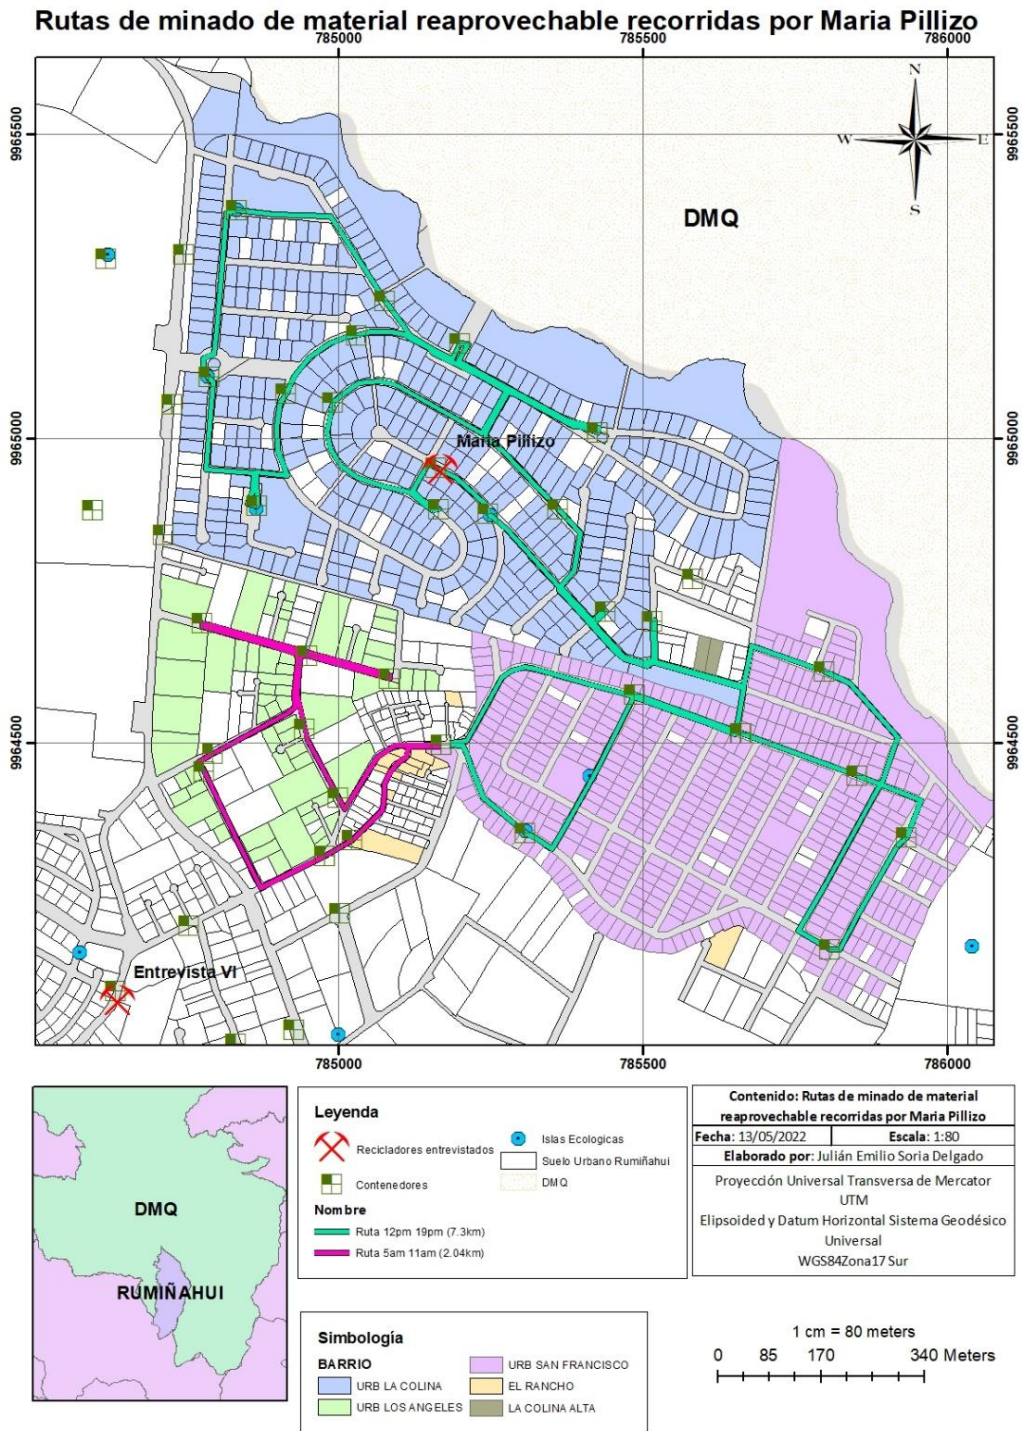 Rutas de minado de material reaprovechable recorridas por Maria Pillizo
785000
785500
786000
9965500
9965500
N
W
E
S
DMQ
9965000
9965000
Maria Pillizo
9964500
9964500
Entrevista VI
785000
785500
786000
DMQ
RUMIÑAHUI
Leyenda
Recicladores entrevistados
Islas Ecologicas
Suelo Urbano Rumiñahui
Contenedores
DMQ
Nombre
Ruta 12pm 19pm (7.3km)
Ruta 5am 11am (2.04km)
Contenido: Rutas de minado de material
reaprovechable recorridas por Maria Pillizo
Fecha: 13/05/2022
Escala: 1:80
Elaborado por: Julián Emilio Soria Delgado
Proyección Universal Transversa de Mercator
UTM
Elipsoided y Datum Horizontal Sistema Geodésico
Universal
WGS84Zona17 Sur
Simbología
BARRIO
URB LA COLINA
URB LOS ANGELES
URB SAN FRANCISCO
EL RANCHO
LA COLINA ALTA
1 cm = 80 meters
0 85 170 340 Meters